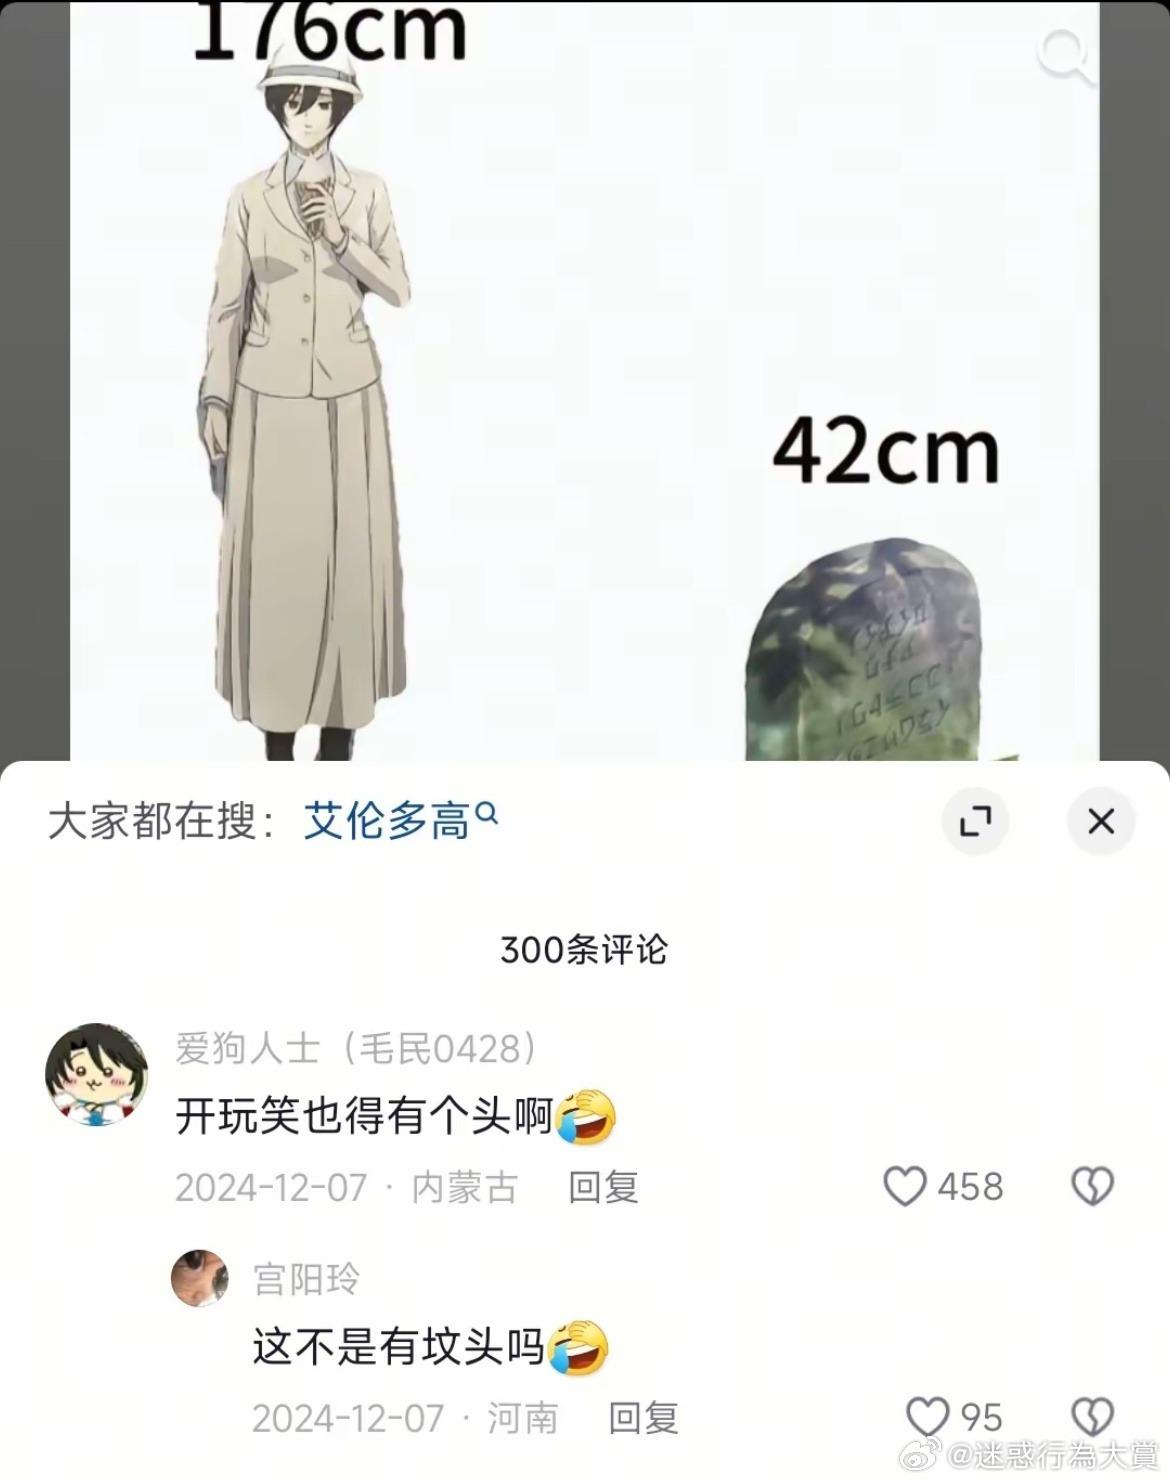 176cm
42cm
大家都在搜：艾伦多高
300条评论
爱狗人士（毛民0428）
开玩笑也得有个头啊🤣
2024-12-07 · 内蒙古 回复 458
宫阳玲
这不是有坟头吗🤣
2024-12-07 · 河南 回复 95
@迷惑行為大賞